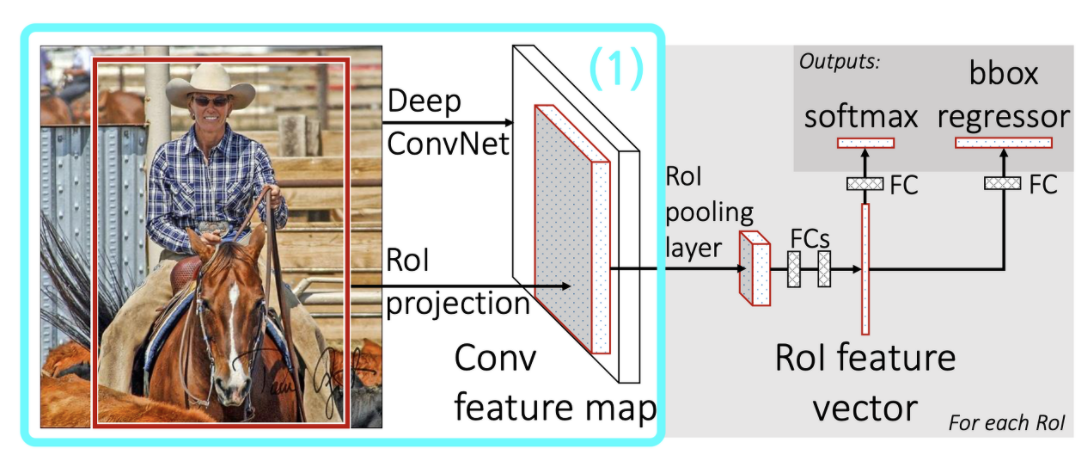 (1)
Deep
ConvNet
RoI
projection
Conv
feature map
RoI
pooling
layer
FCs
RoI feature
vector
Outputs:
softmax
bbox
regressor
FC
FC
For each RoI